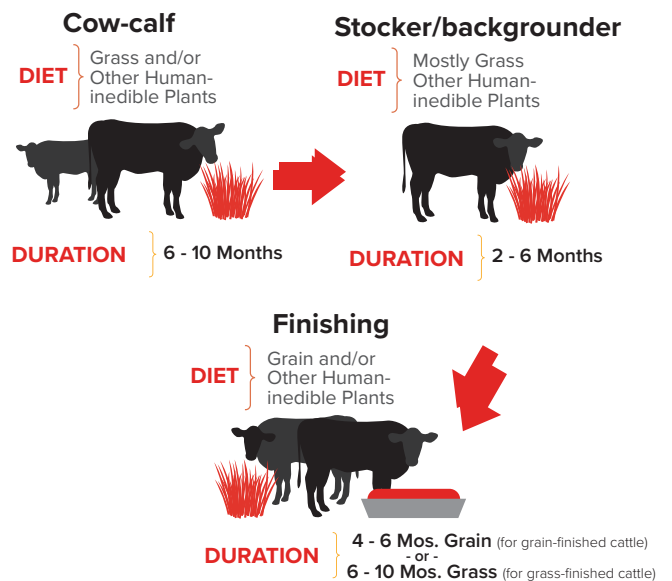 Cow-calf
DIET
Grass and/or
Other Human-
inedible Plants
DURATION
6 - 10 Months
Stocker/backgrounder
DIET
Mostly Grass
Other Human-
inedible Plants
DURATION
2 - 6 Months
Finishing
DIET
Grain and/or
Other Human-
inedible Plants
DURATION
4 - 6 Mos. Grain (for grain-finished cattle)
- or -
6 - 10 Mos. Grass (for grass-finished cattle)